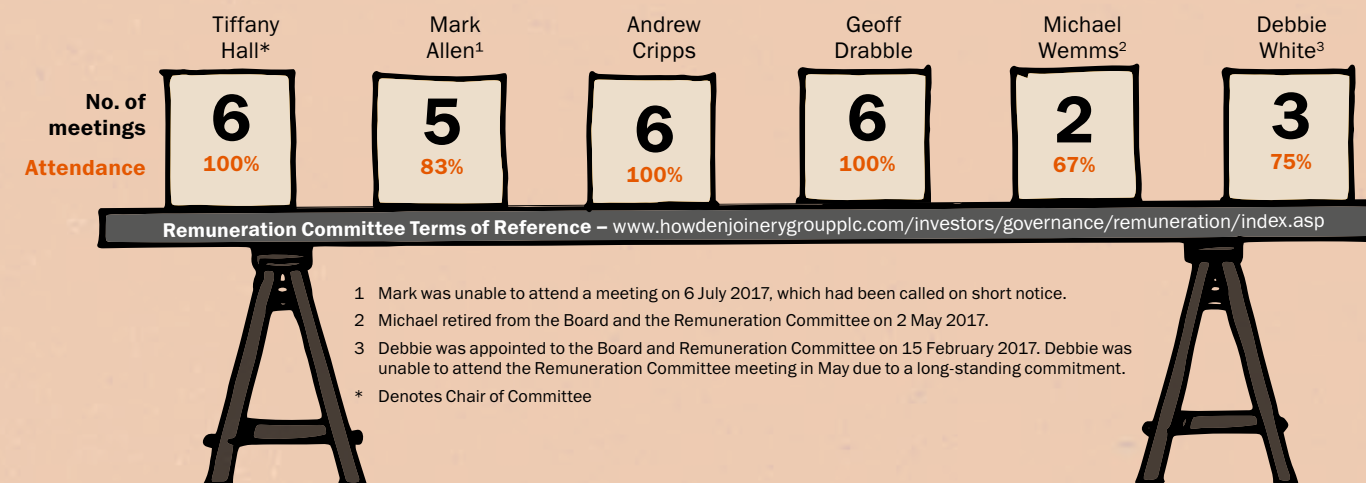 Tiffany
Hall*
Mark
Allen¹
Andrew
Cripps
Geoff
Drabble
Michael
Wemms²
Debbie
White³
No. of
meetings
6
5
6
6
2
3
Attendance
100%
83%
100%
100%
67%
75%
Remuneration Committee Terms of Reference – www.howdenjoinerygroupplc.com/investors/governance/remuneration/index.asp
1 Mark was unable to attend a meeting on 6 July 2017, which had been called on short notice.
2 Michael retired from the Board and the Remuneration Committee on 2 May 2017.
3 Debbie was appointed to the Board and Remuneration Committee on 15 February 2017. Debbie was
unable to attend the Remuneration Committee meeting in May due to a long-standing commitment.
* Denotes Chair of Committee